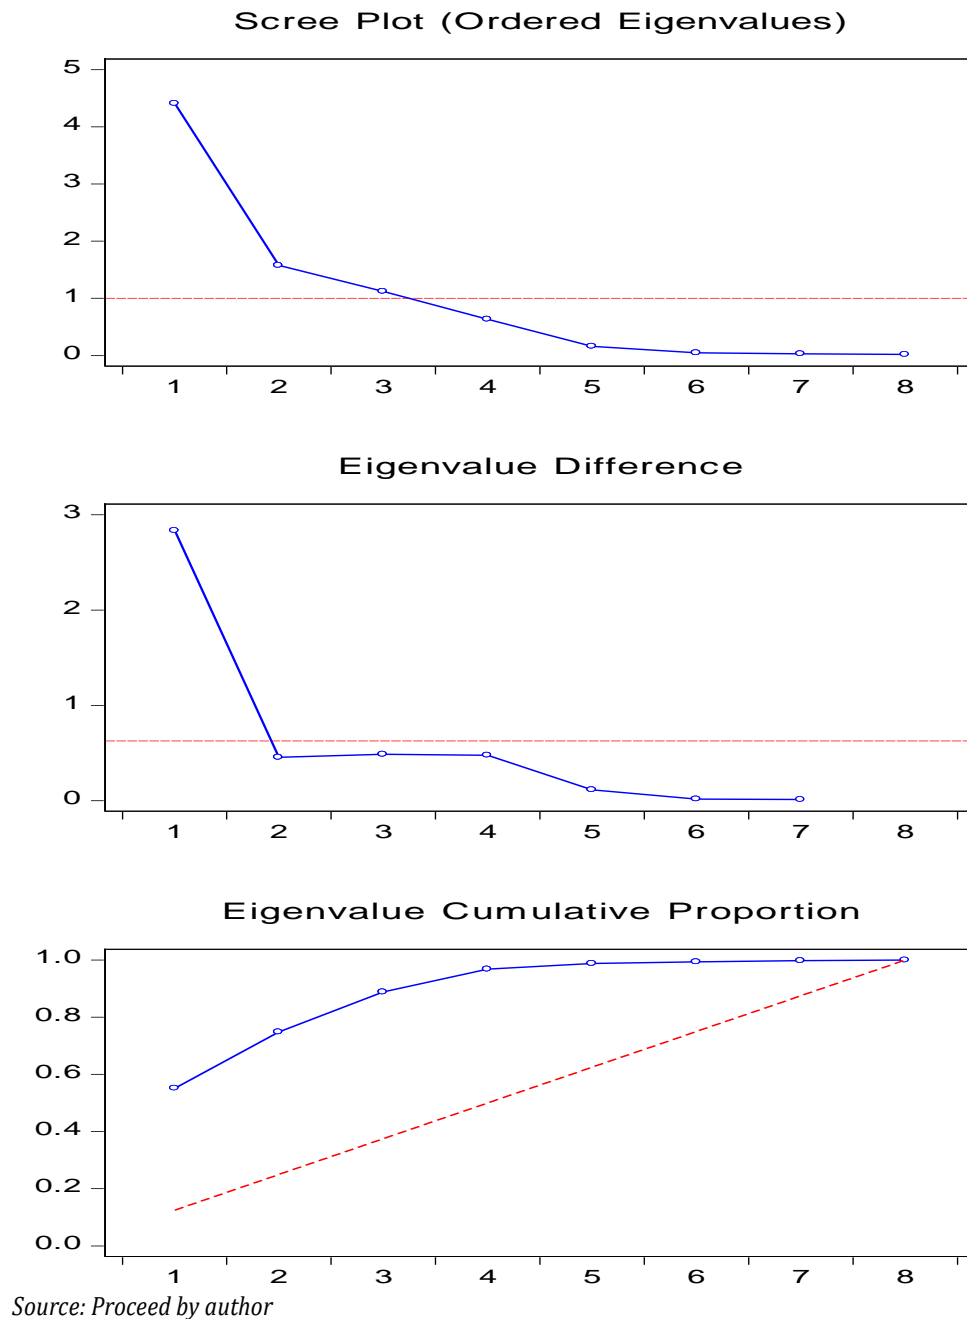 Scree Plot (Ordered Eigenvalues)
5
4
3
2
1
0
1 2 3 4 5 6 7 8
Eigenvalue Difference
3
2
1
0
1 2 3 4 5 6 7 8
Eigenvalue Cumulative Proportion
1.0
0.8
0.6
0.4
0.2
0.0
1 2 3 4 5 6 7 8
Source: Proceed by author